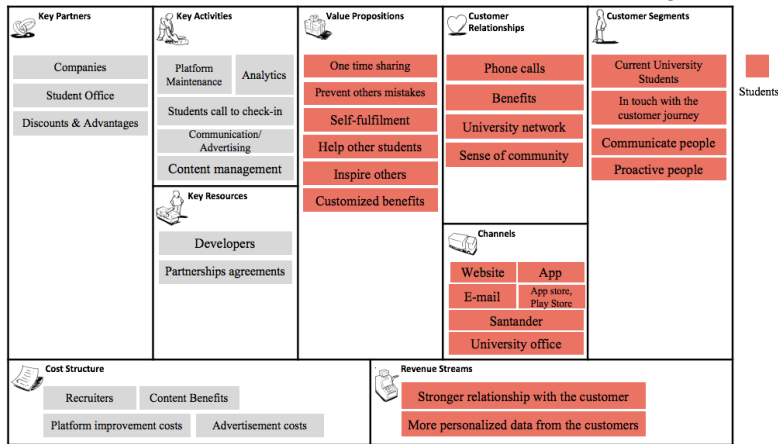 Key Partners
Companies
Student Office
Discounts & Advantages
Key Activities
Platform
Maintenance
Analytics
Students call to check-in
Communication/
Advertising
Content management
Key Resources
Developers
Partnerships agreements
Value Propositions
One time sharing
Prevent others mistakes
Self-fulfilment
Help other students
Inspire others
Customized benefits
Customer
Relationships
Phone calls
Benefits
University network
Sense of community
Channels
Website
App
E-mail
App store,
Play Store
Santander
University office
Customer Segments
Current University
Students
In touch with the
customer journey
Communicate people
Proactive people
Students
Cost Structure
Recruiters
Content Benefits
Platform improvement costs
Advertisement costs
Revenue Streams
Stronger relationship with the customer
More personalized data from the customers